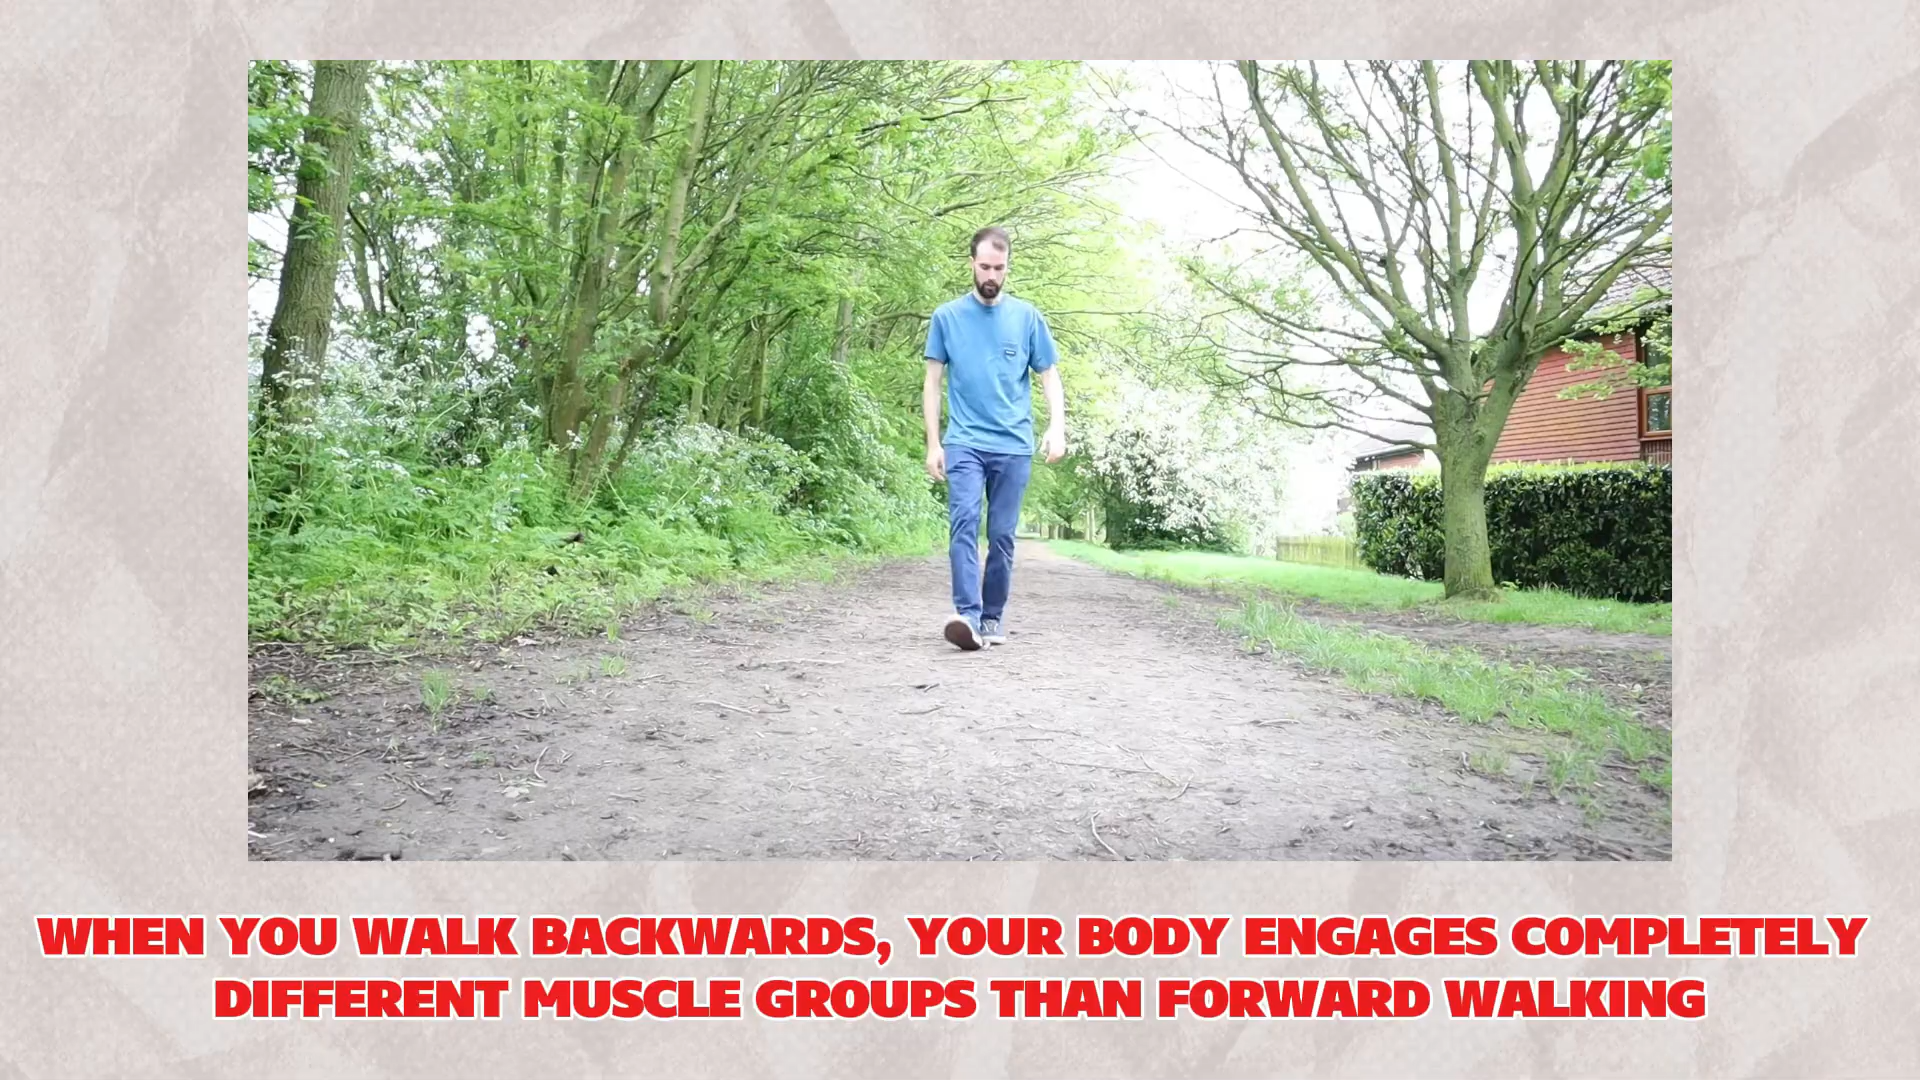 WHEN YOU WALK BACKWARDS, YOUR BODY ENGAGES COMPLETELY
DIFFERENT MUSCLE GROUPS THAN FORWARD WALKING